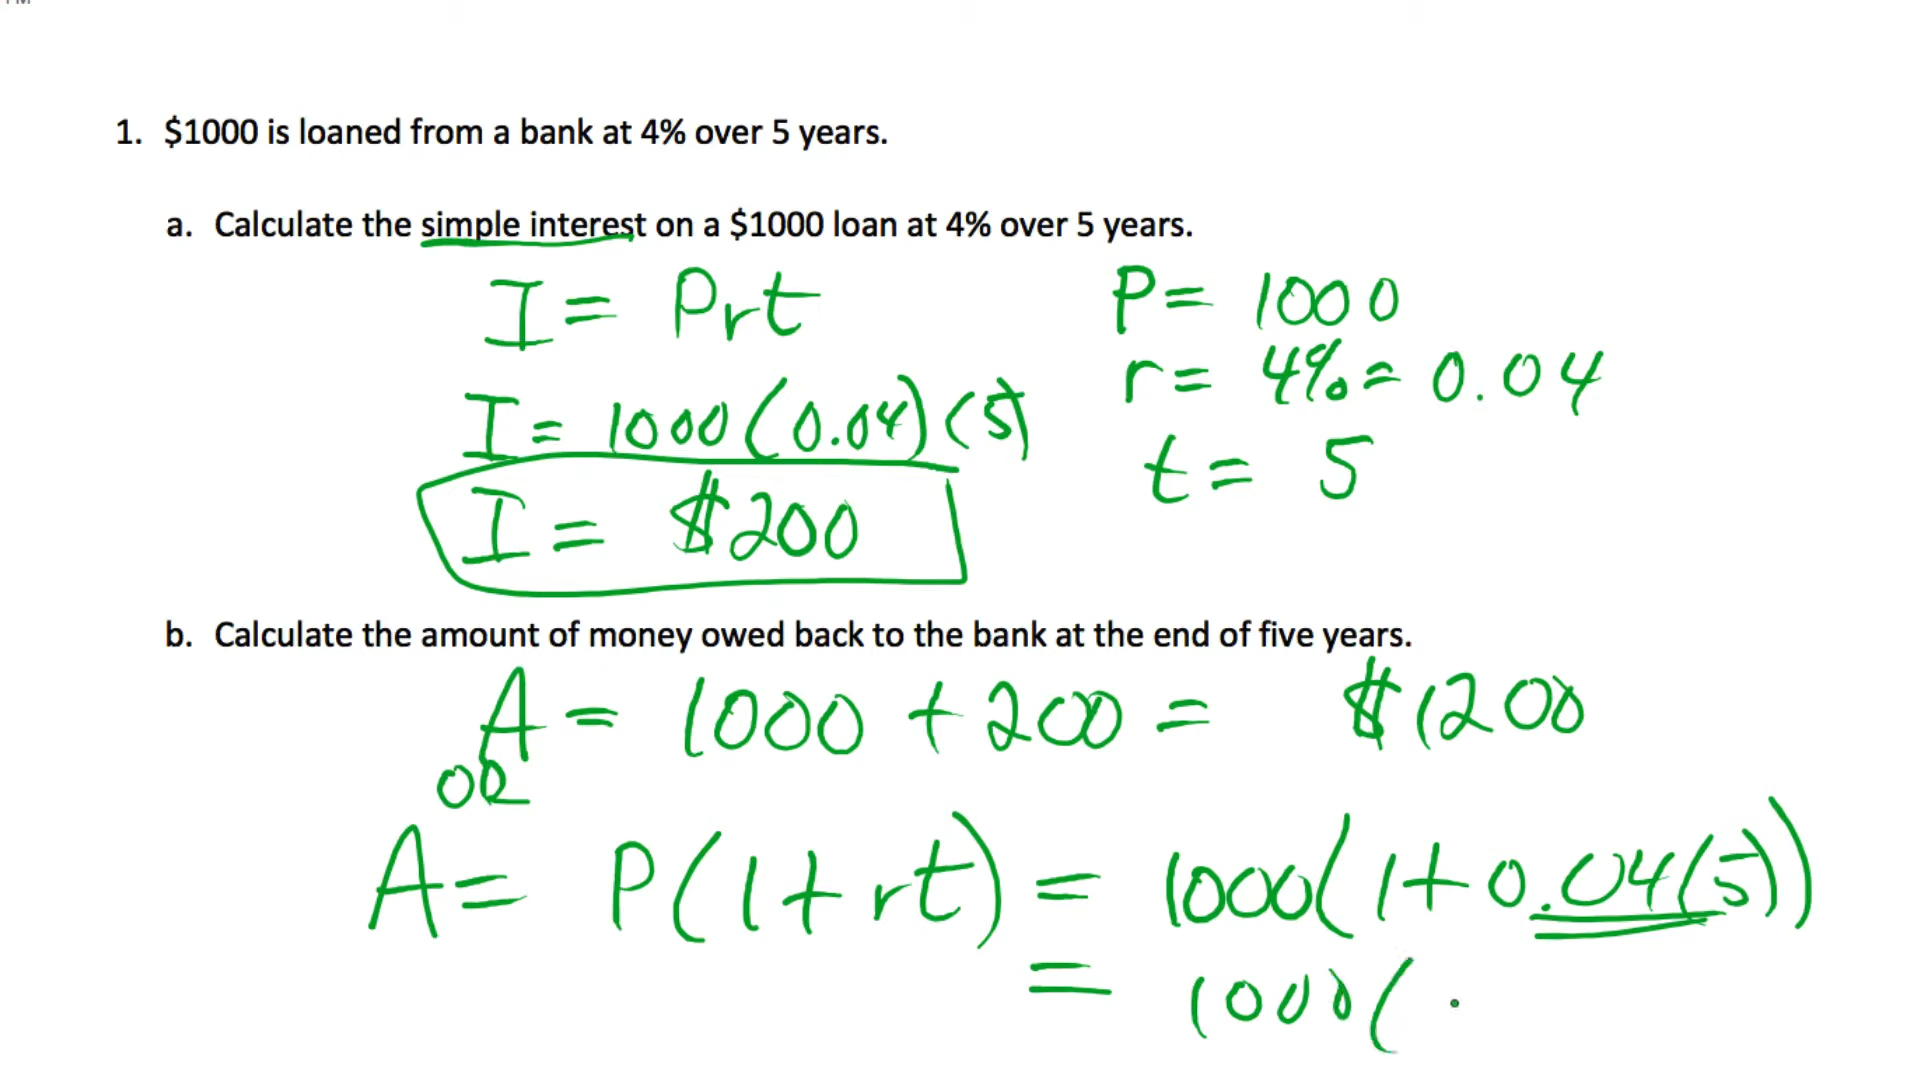 1. $1000 is loaned from a bank at 4% over 5 years.
a. Calculate the simple interest on a $1000 loan at 4% over 5 years.
I = Prt
P = 1000
r = 4% = 0.04
I = 1000(0.04)(5)
t = 5
I = $200
b. Calculate the amount of money owed back to the bank at the end of five years.
A = 1000 + 200 = $1200
OR
A = P(1+rt) = 1000(1+0.04(5))
= 1000(